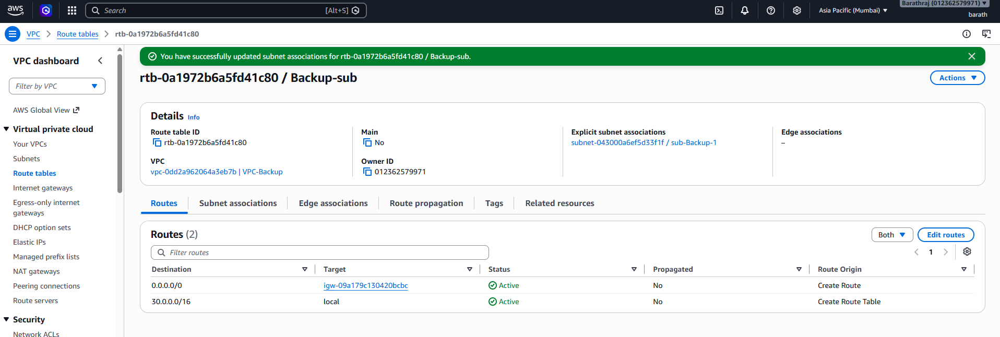 aws
Search
[Alt+S]
Asia Pacific (Mumbai)
Barathraj (012362579971)
barath
VPC
Route tables
rtb-0a1972b6a5fd41c80
VPC dashboard
Filter by VPC
AWS Global View
Virtual private cloud
Your VPCs
Subnets
Route tables
Internet gateways
Egress-only internet
gateways
DHCP option sets
Elastic IPs
Managed prefix lists
NAT gateways
Peering connections
Route servers
Security
Network ACLs
You have successfully updated subnet associations for rtb-0a1972b6a5fd41c80 / Backup-sub.
rtb-0a1972b6a5fd41c80 / Backup-sub
Actions
Details Info
Route table ID
rtb-0a1972b6a5fd41c80
Main
No
Explicit subnet associations
subnet-043000a6ef5d33f1f / sub-Backup-1
Edge associations
–
VPC
vpc-0dd2a962064a3eb7b | VPC-Backup
Owner ID
012362579971
Routes Subnet associations Edge associations Route propagation Tags Related resources
Routes (2)
Both
Edit routes
Filter routes
1
Destination Target Status Propagated Route Origin
0.0.0.0/0 igw-09a179c130420bcbc Active No Create Route
30.0.0.0/16 local Active No Create Route Table